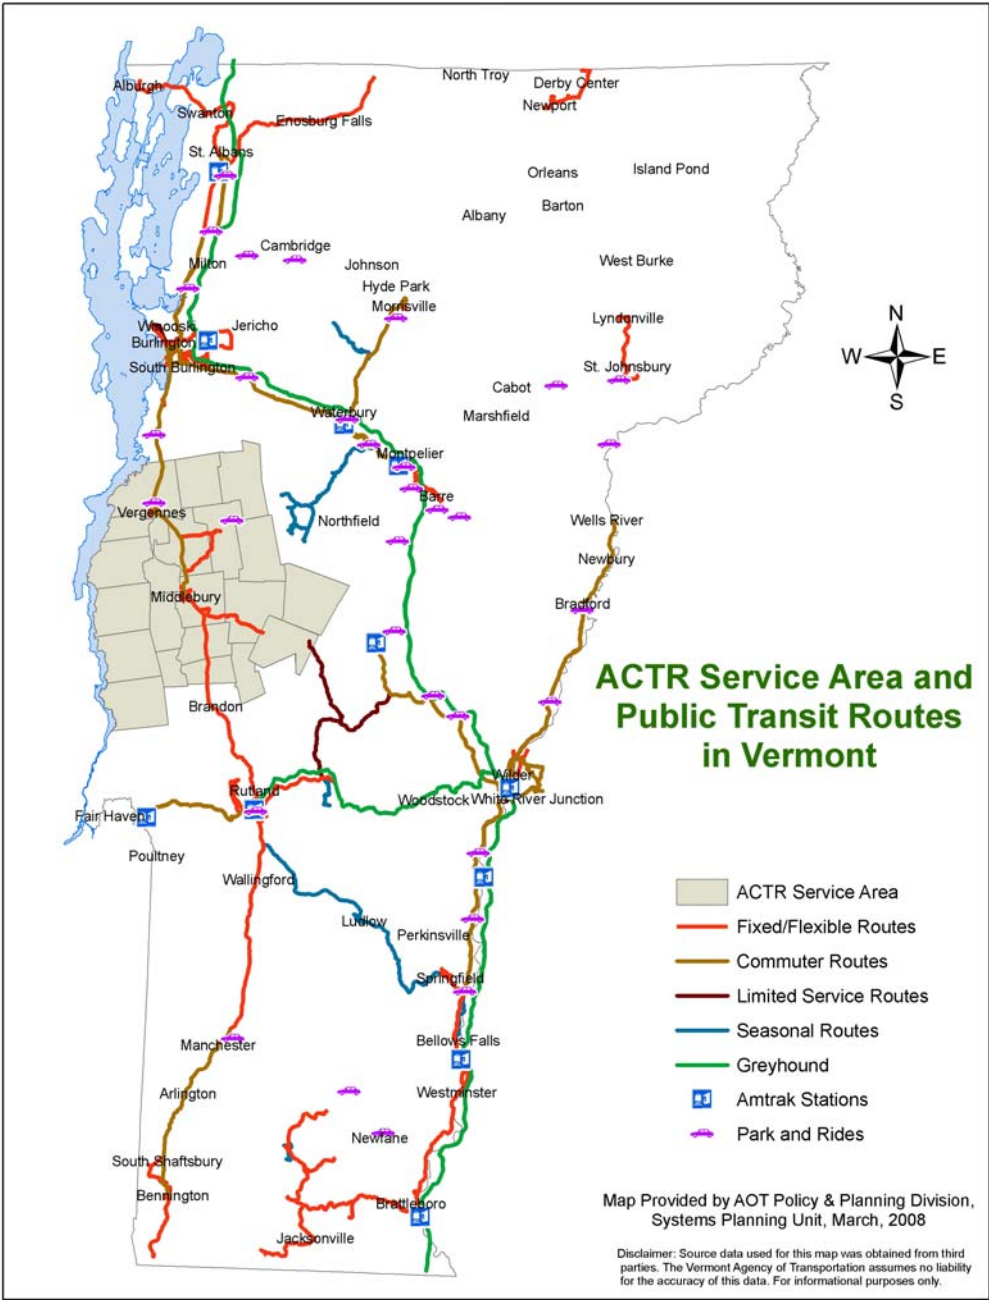 North Troy
Alburgh
Derby Center
Newport
Swanton
Enosburg Falls
St. Albans
Orleans
Island Pond
Barton
Albany
Cambridge
West Burke
Milton
Johnson
Hyde Park
Morrisville
N
Lyndonville
Winooski
Jericho
Burlington
W
E
South Burlington
St. Johnsbury
Cabot
S
Waterbury
Marshfield
Montpelier
Barre
Vergennes
Northfield
Wells River
Newbury
Middlebury
Bradford
ACTR Service Area and
Public Transit Routes
in Vermont
Brandon
Wilder
Rutland
Woodstock
White River Junction
Fair Haven
Poultney
Wallingford
Ludlow
Perkinsville
Springfield
Bellows Falls
Manchester
Arlington
Westminster
Newfane
South Shaftsbury
Bennington
Brattleboro
Jacksonville
ACTR Service Area
Fixed/Flexible Routes
Commuter Routes
Limited Service Routes
Seasonal Routes
Greyhound
Amtrak Stations
Park and Rides
Map Provided by AOT Policy & Planning Division,
Systems Planning Unit, March, 2008
Disclaimer: Source data used for this map was obtained from third
parties. The Vermont Agency of Transportation assumes no liability
for the accuracy of this data. For informational purposes only.